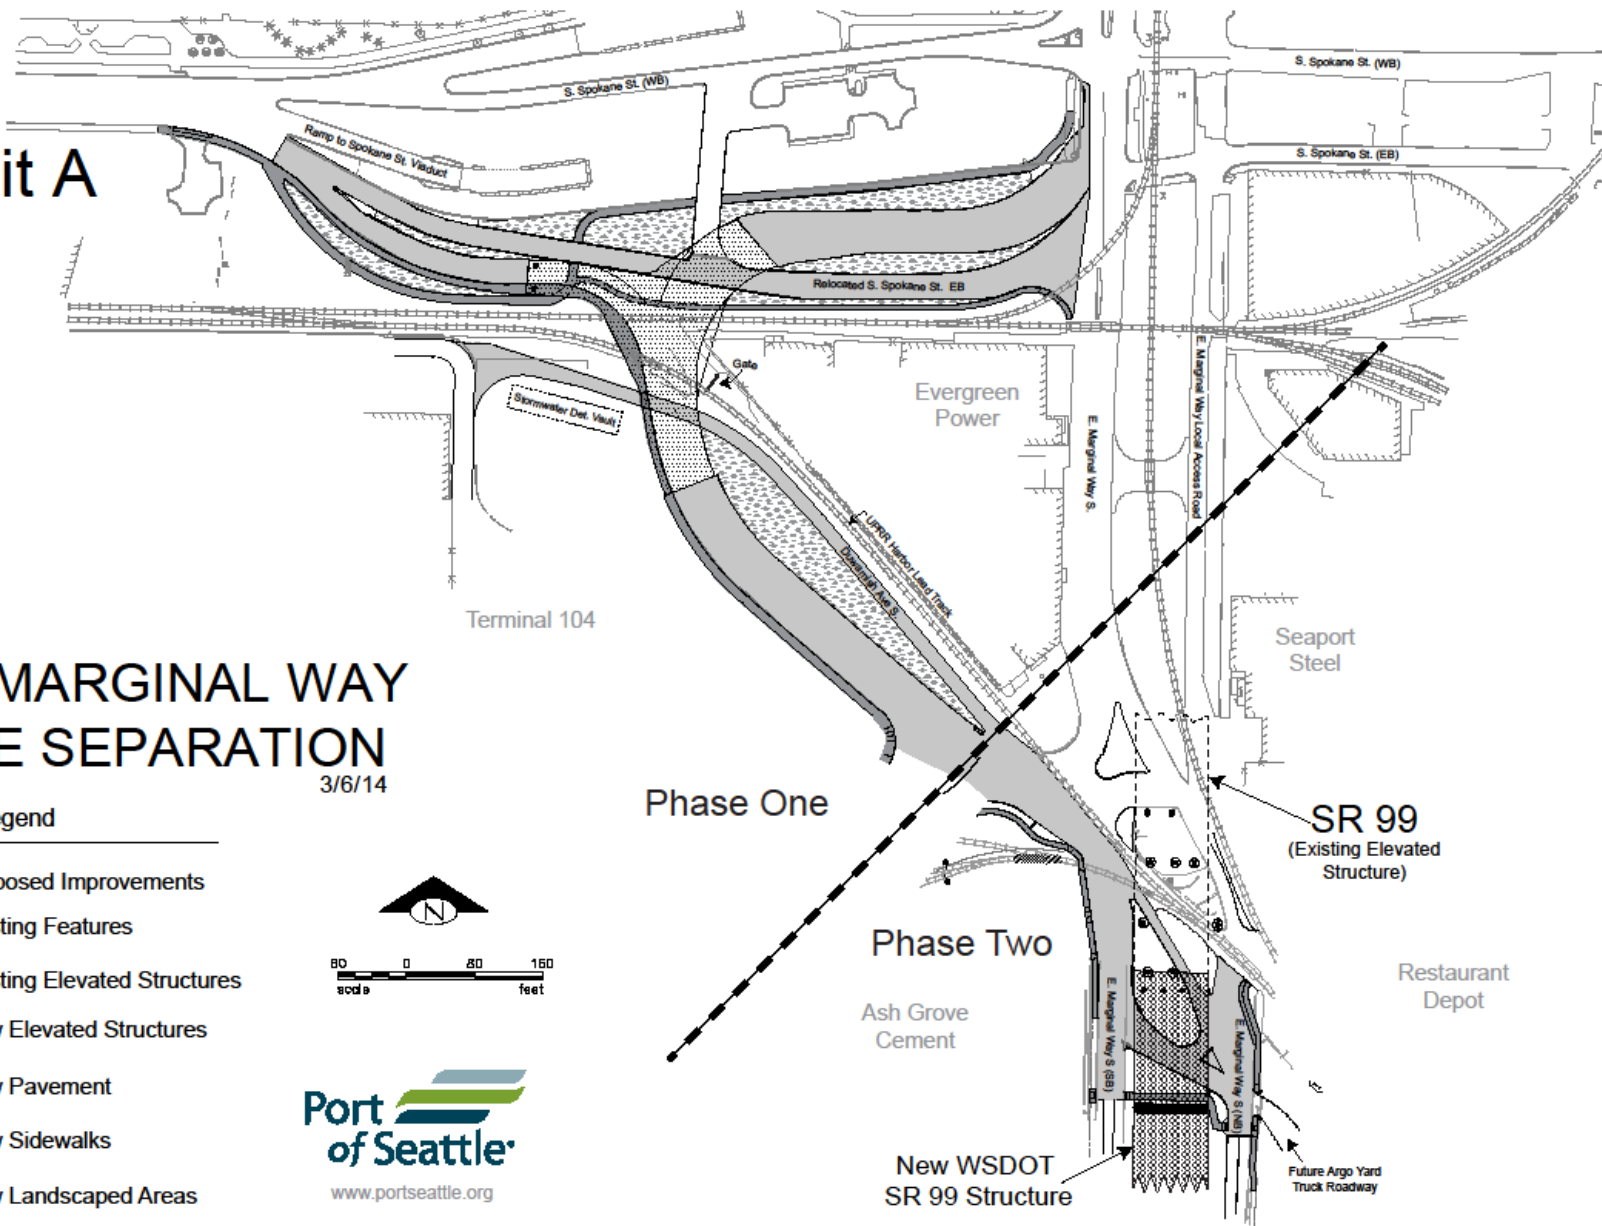 S. Spokane St. (WB)
S. Spokane St. (WB)
Ramp to Spokane St. Viaduct
S. Spokane St. (EB)
it A
Relocated S. Spokane St. EB
Gate
Stormwater Det. Vault
Evergreen
Power
E. Marginal Way S.
E. Marginal Way Local Access Road
UPRR Harbor Lead Track
Duwamish Ave S.
Terminal 104
Seaport
Steel
MARGINAL WAY
E SEPARATION
3/6/14
Phase One
SR 99
(Existing Elevated
Structure)
egend
posed Improvements
ting Features
sting Elevated Structures
w Elevated Structures
w Pavement
w Sidewalks
w Landscaped Areas
N
80 0 80 160
scale feet
Phase Two
Ash Grove
Cement
Restaurant
Depot
E. Marginal Way S (SB)
E. Marginal Way S (NB)
Port
of Seattle
www.portseattle.org
New WSDOT
SR 99 Structure
Future Argo Yard
Truck Roadway